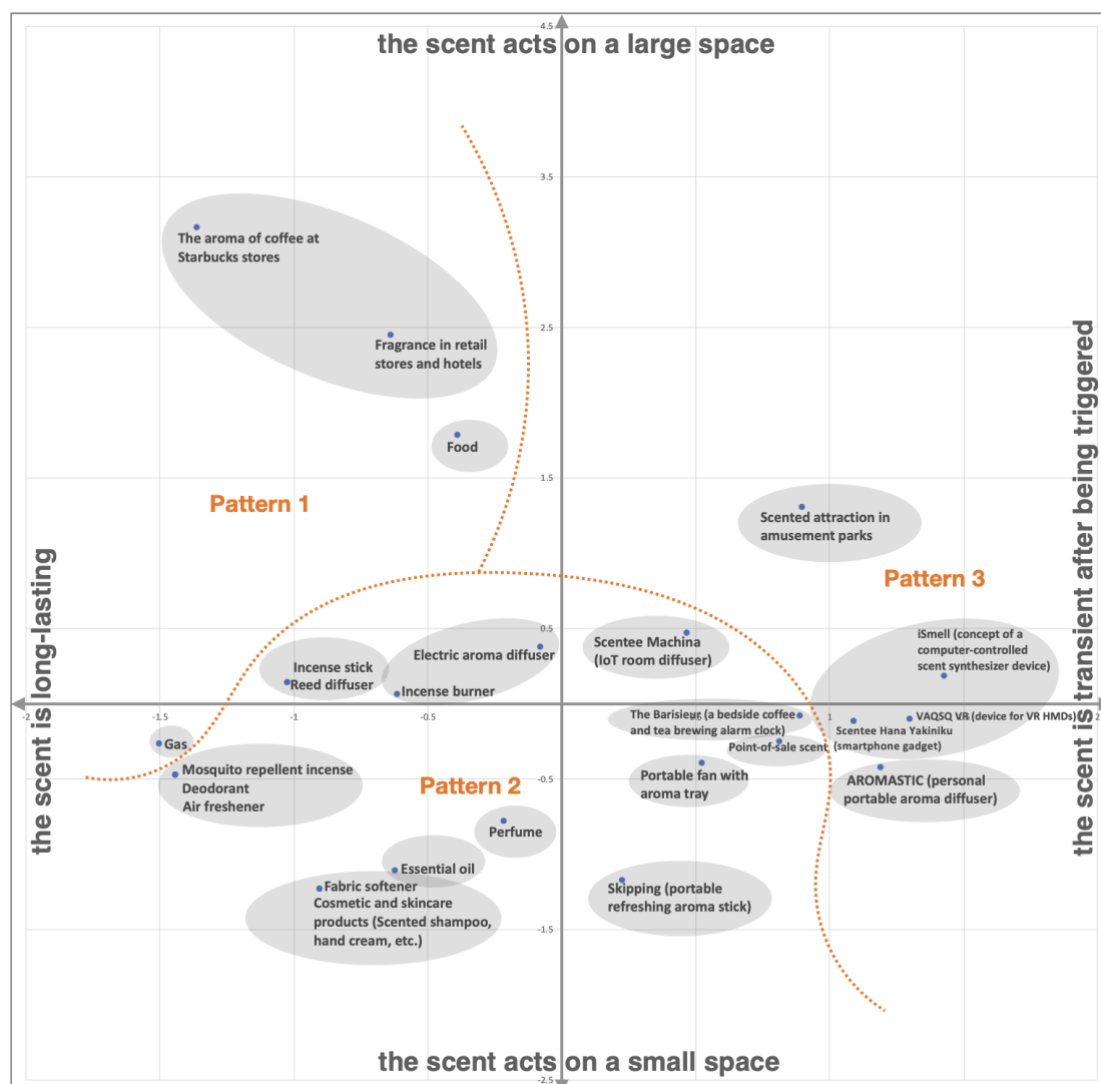 4.5
the scent acts on a large space
3.5
The aroma of coffee at
Starbucks stores
2.5
Fragrance in retail
stores and hotels
Food
1.5
Pattern 1
Scented attraction in
amusement parks
Pattern 3
the scent is long-lasting
the scent is transient after being triggered
0.5
Scentee Machina
(IoT room diffuser)
iSmell (concept of a
computer-controlled
scent synthesizer device)
Electric aroma diffuser
Incense stick
Reed diffuser
Incense burner
-2
-1.5
-1
-0.5
1
The Barisieur (a bedside coffee
and tea brewing alarm clock)
VAQSQ VR (device for VR HMDs)
Scentee Hana Yakiniku
(smartphone gadget)
Point-of-sale scent
Gas
-0.5
Mosquito repellent incense
Deodorant
Air freshener
Pattern 2
Portable fan with
aroma tray
AROMASTIC (personal
portable aroma diffuser)
Perfume
Essential oil
Fabric softener
Cosmetic and skincare
products (Scented shampoo,
hand cream, etc.)
Skipping (portable
refreshing aroma stick)
-1.5
the scent acts on a small space
-2.5